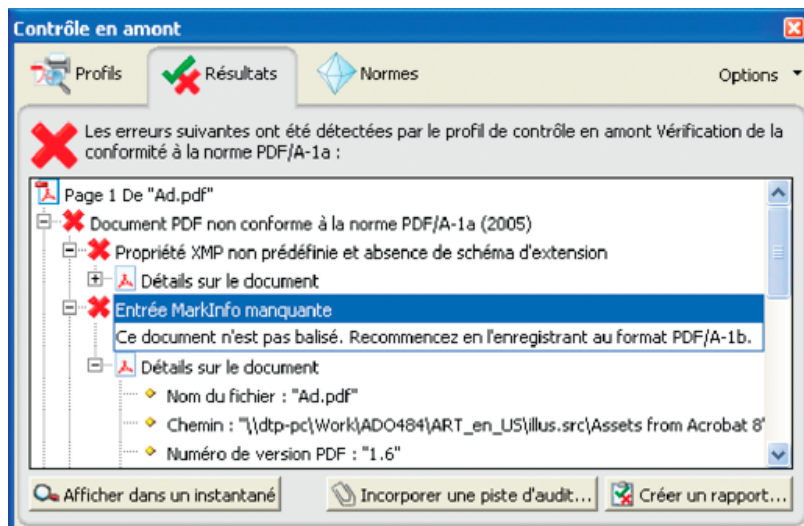 Contrôle en amont
Profils
Résultats
Normes
Options
Les erreurs suivantes ont été détectées par le profil de contrôle en amont Vérification de la
conformité à la norme PDF/A-1a :
Page 1 De "Ad.pdf"
Document PDF non conforme à la norme PDF/A-1a (2005)
Propriété XMP non prédéfinie et absence de schéma d'extension
Détails sur le document
Entrée MarkInfo manquante
Ce document n'est pas balisé. Recommencez en l'enregistrant au format PDF/A-1b.
Détails sur le document
Nom du fichier : "Ad.pdf"
Chemin : "\\dtp-pc\Work\ADO484\ART_en_US\illus.src\Assets from Acrobat 8"
Numéro de version PDF : "1.6"
Afficher dans un instantané
Incorporer une piste d'audit...
Créer un rapport...